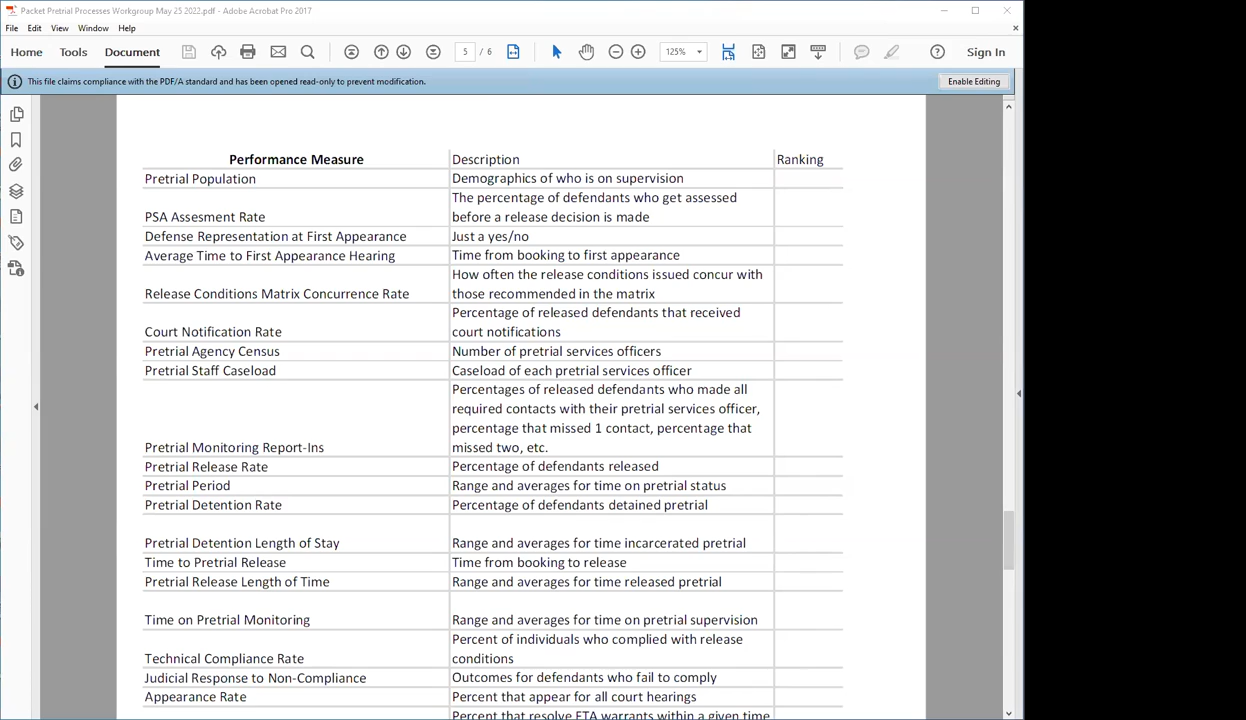 Packet Pretrial Processes Workgroup May 25 2022.pdf - Adobe Acrobat Pro 2017
File Edit View Window Help
Home Tools Document 5 / 6 125% Sign In
This file claims compliance with the PDF/A standard and has been opened read-only to prevent modification. Enable Editing
Performance Measure Description Ranking
Pretrial Population Demographics of who is on supervision
The percentage of defendants who get assessed
PSA Assesment Rate before a release decision is made
Defense Representation at First Appearance Just a yes/no
Average Time to First Appearance Hearing Time from booking to first appearance
How often the release conditions issued concur with
Release Conditions Matrix Concurrence Rate those recommended in the matrix
Percentage of released defendants that received
Court Notification Rate court notifications
Pretrial Agency Census Number of pretrial services officers
Pretrial Staff Caseload Caseload of each pretrial services officer
Percentages of released defendants who made all
required contacts with their pretrial services officer,
percentage that missed 1 contact, percentage that
Pretrial Monitoring Report-Ins missed two, etc.
Pretrial Release Rate Percentage of defendants released
Pretrial Period Range and averages for time on pretrial status
Pretrial Detention Rate Percentage of defendants detained pretrial
Pretrial Detention Length of Stay Range and averages for time incarcerated pretrial
Time to Pretrial Release Time from booking to release
Pretrial Release Length of Time Range and averages for time released pretrial
Time on Pretrial Monitoring Range and averages for time on pretrial supervision
Percent of individuals who complied with release
Technical Compliance Rate conditions
Judicial Response to Non-Compliance Outcomes for defendants who fail to comply
Appearance Rate Percent that appear for all court hearings
Percent that resolve FTA warrants within a given time